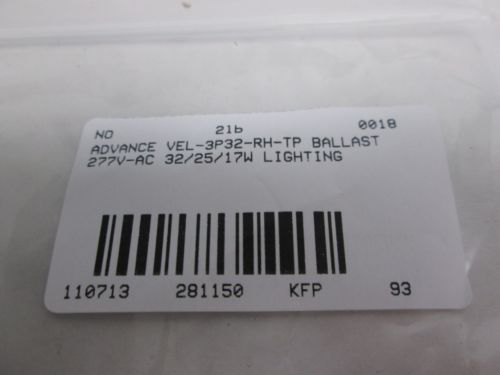 NO 21b 0018
ADVANCE VEL-3P32-RH-TP BALLAST
277V-AC 32/25/17W LIGHTING
110713 281150 KFP 93